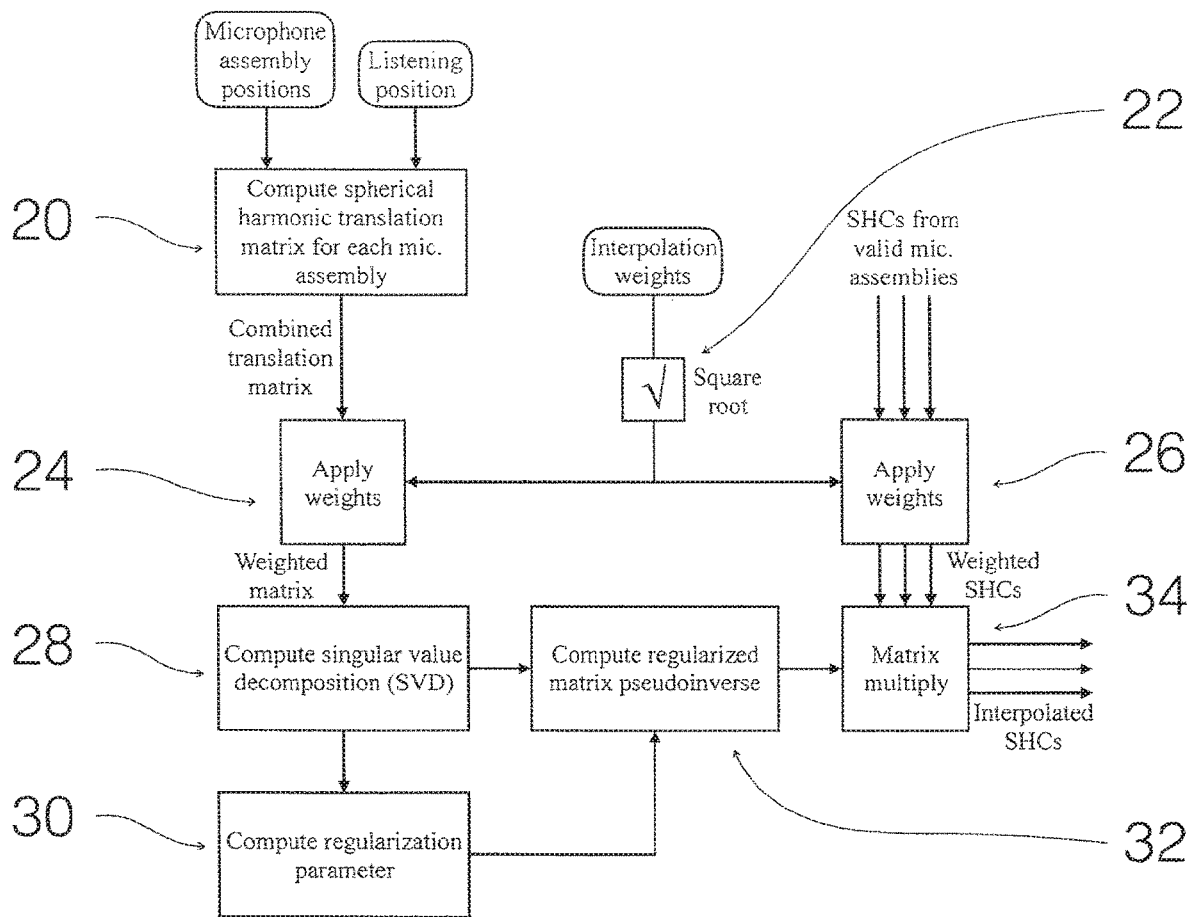 Microphone
assembly
positions
Listening
position
22
20
Compute spherical
harmonic translation
matrix for each mic.
assembly
Interpolation
weights
SHCs from
valid mic.
assemblies
Combined
translation
matrix
√
Square
root
24
Apply
weights
Apply
weights
26
Weighted
matrix
Weighted
SHCs
34
28
Compute singular value
decomposition (SVD)
Compute regularized
matrix pseudoinverse
Matrix
multiply
Interpolated
SHCs
30
Compute regularization
parameter
32